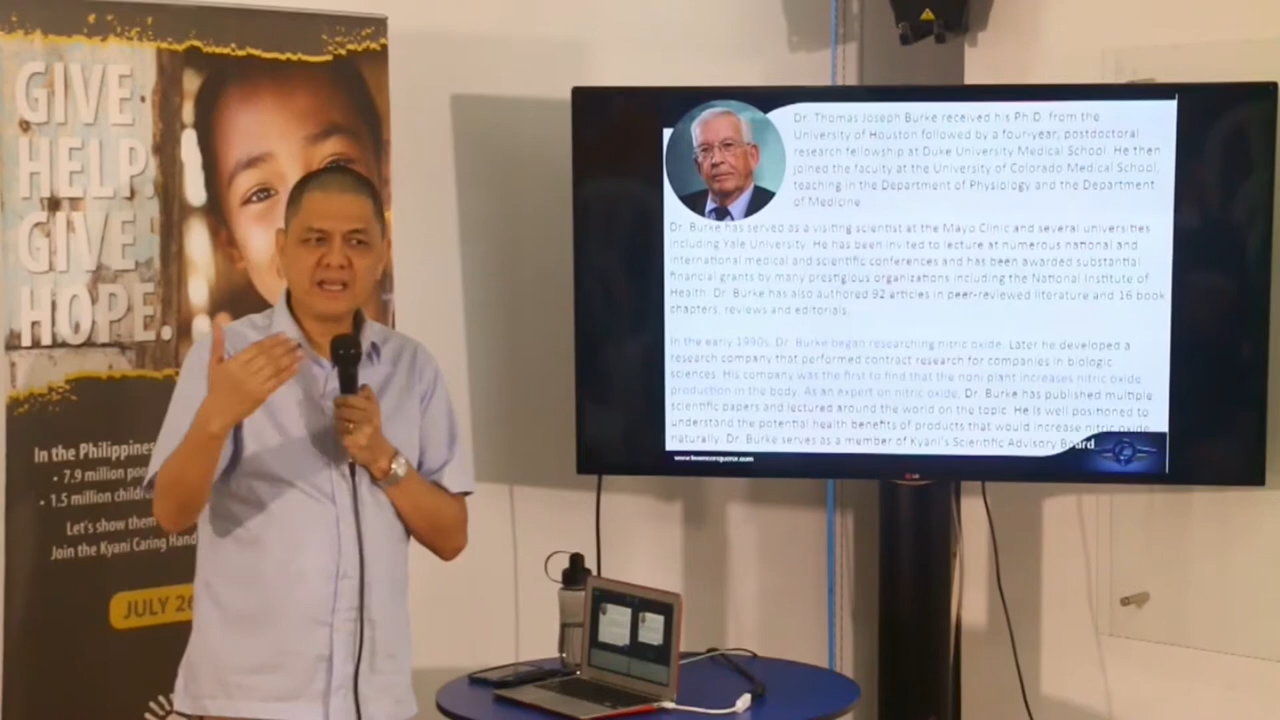 GIVE
HELP.
GIVE
HOPE.
In the Philippines
• 7.9 million poo
• 1.5 million child
Let's show them
Join the Kyani Caring Hand
JULY 26
Dr. Thomas Joseph Burke received his Ph.D. from the
University of Houston followed by a four-year, postdoctoral
research fellowship at Duke University Medical School. He then
joined the faculty at the University of Colorado Medical School,
teaching in the Department of Physiology and the Department
of Medicine
Dr. Burke has served as a visiting scientist at the Mayo Clinic and several universities
including Yale University. He has been invited to lecture at numerous national and
international medical and scientific conferences and has been awarded substantial
financial grants by many prestigious organizations including the National Institute of
Health. Dr. Burke has also authored 92 articles in peer-reviewed literature and 16 book
chapters, reviews and editorials.
In the early 1990s, Dr. Burke began researching nitric oxide. Later he developed a
research company that performed contract research for companies in biologic
sciences. His company was the first to find that the noni plant increases nitric oxide
production in the body. As an expert on nitric oxide, Dr. Burke has published multiple
scientific papers and lectured around the world on the topic. He is well positioned to
understand the potential health benefits of products that would increase nitric oxide
naturally. Dr. Burke serves as a member of Kyani's Scientific Advisory Board
www.teamconqueror.com
LG